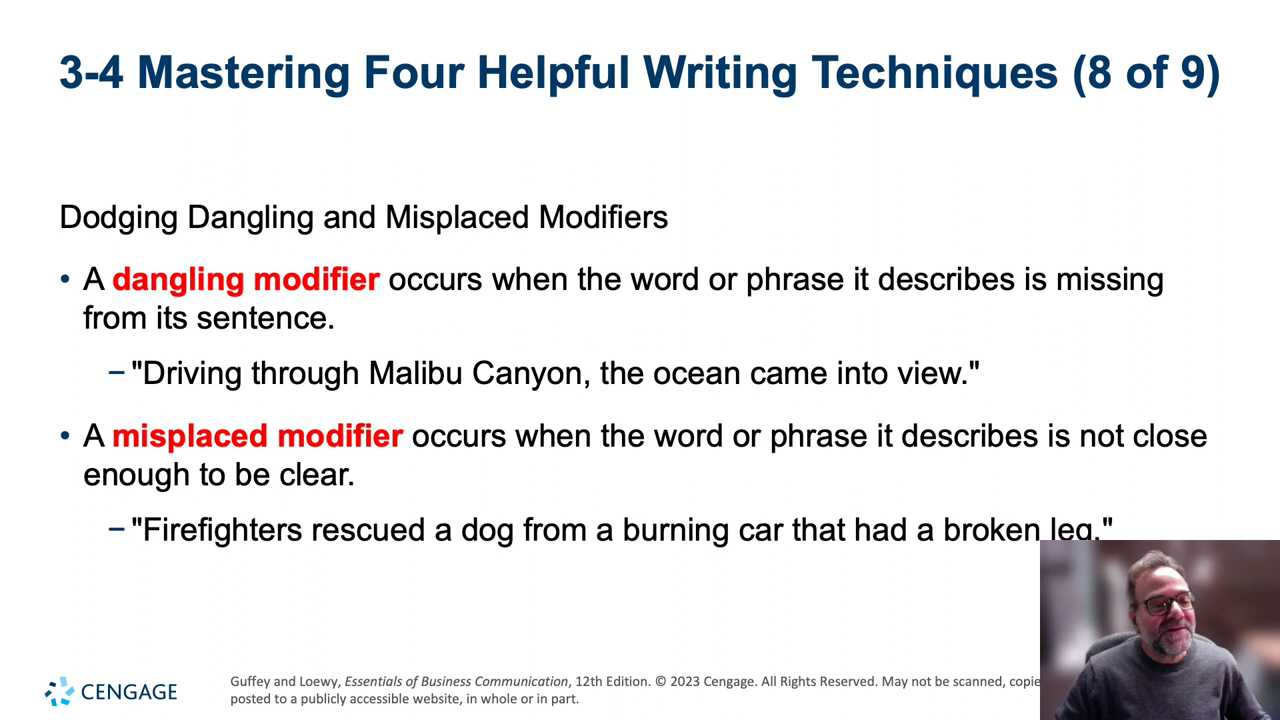 3-4 Mastering Four Helpful Writing Techniques (8 of 9)
Dodging Dangling and Misplaced Modifiers
• A dangling modifier occurs when the word or phrase it describes is missing
from its sentence.
− "Driving through Malibu Canyon, the ocean came into view."
• A misplaced modifier occurs when the word or phrase it describes is not close
enough to be clear.
− "Firefighters rescued a dog from a burning car that had a broken leg."
CENGAGE
Guffey and Loewy, Essentials of Business Communication, 12th Edition. © 2023 Cengage. All Rights Reserved. May not be scanned,
posted to a publicly accessible website, in whole or in part.